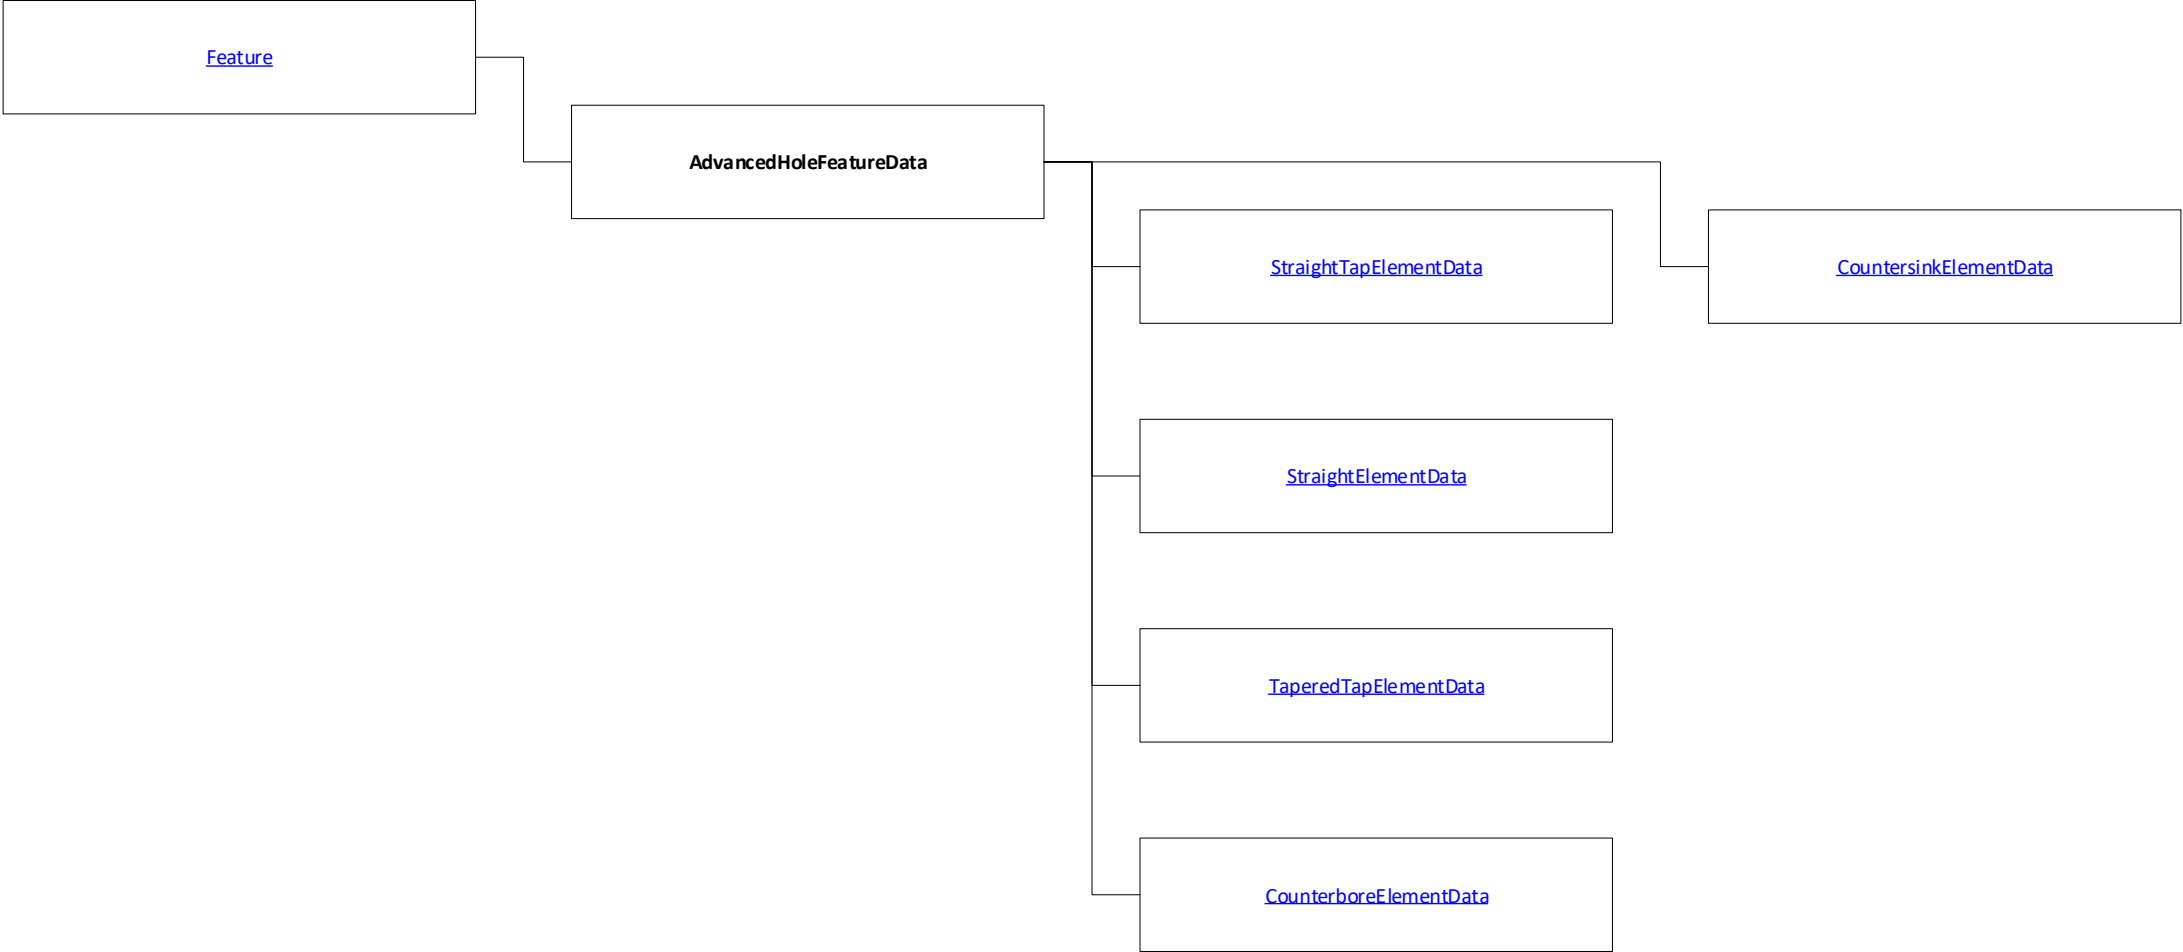 Feature
AdvancedHoleFeatureData
StraightTapElementData
CountersinkElementData
StraightElementData
TaperedTapElementData
CounterboreElementData